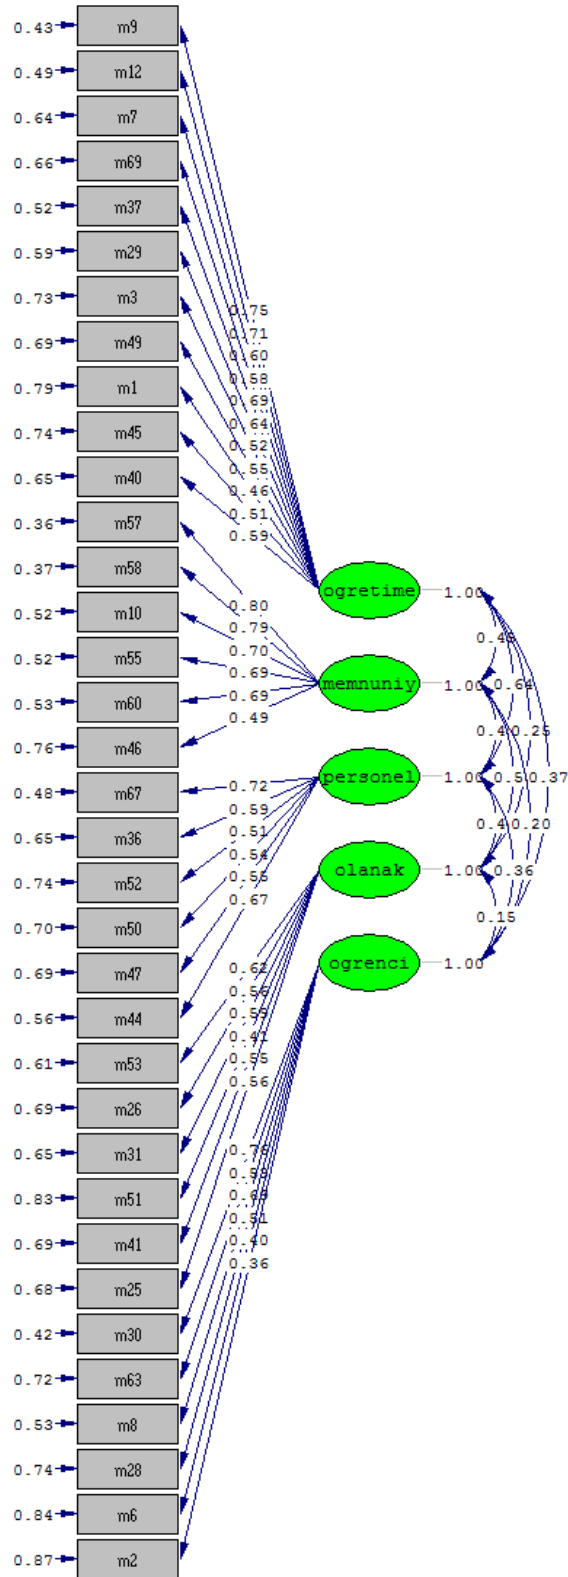 0.43 m9
0.49 m12
0.64 m7
0.66 m69
0.52 m37
0.59 m29
0.73 m3
0.69 m49
0.79 m1
0.74 m45
0.65 m40
0.36 m57
0.37 m58
0.52 m10
0.52 m55
0.53 m60
0.76 m46
0.48 m67
0.65 m36
0.74 m52
0.70 m50
0.69 m47
0.56 m44
0.61 m53
0.69 m26
0.65 m31
0.83 m51
0.69 m41
0.68 m25
0.42 m30
0.72 m63
0.53 m8
0.74 m28
0.84 m6
0.87 m2
0.75
0.71
0.60
0.58
0.69
0.64
0.52
0.55
0.46
0.51
0.59
0.80
0.79
0.70
0.69
0.69
0.49
0.72
0.59
0.51
0.54
0.55
0.67
0.62
0.56
0.59
0.41
0.55
0.56
0.76
0.53
0.69
0.51
0.40
0.36
ogretime 1.00
memnuniy 1.00
personel 1.00
olanak 1.00
ogrenci 1.00
0.64
0.25
0.37
0.20
0.36
0.15